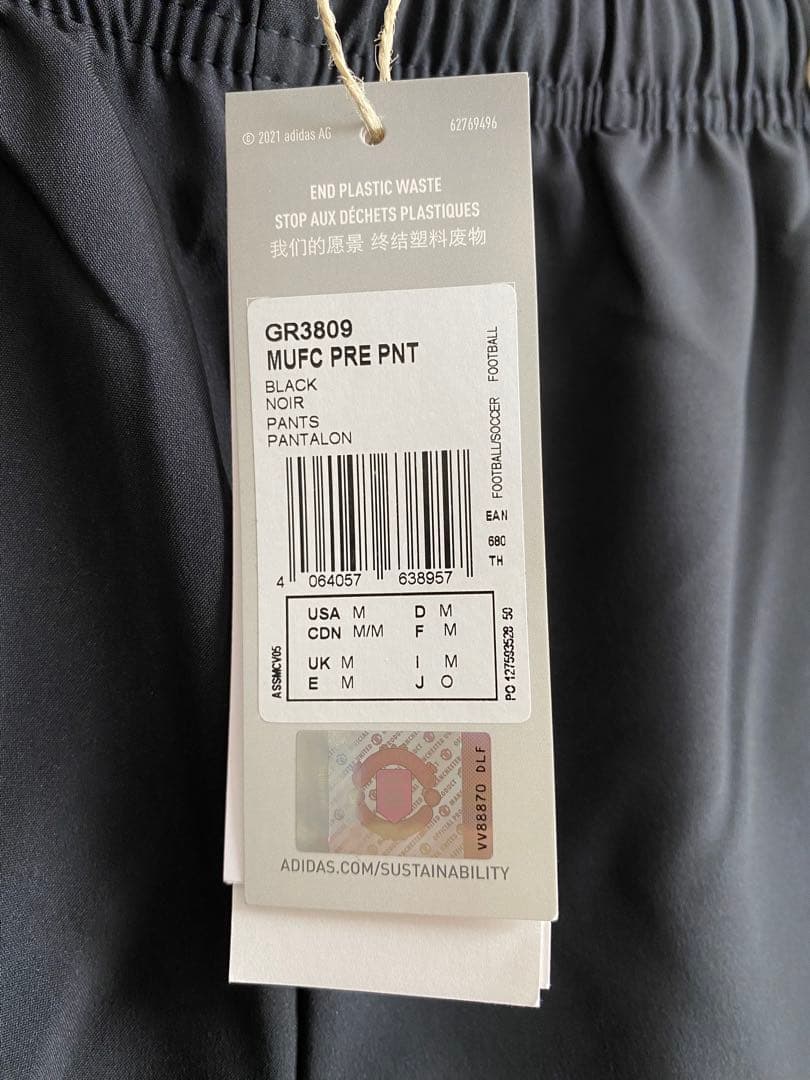 © 2021 adidas AG
62769496
END PLASTIC WASTE
STOP AUX DÉCHETS PLASTIQUES
我们的愿景 终结塑料废物
GR3809
MUFC PRE PNT
BLACK
NOIR
PANTS
PANTALON
FOOTBALL/SOCCER FOOTBALL
EAN
680
TH
4 064057 638957
USA M D M
CDN M/M F M
UK M I M
E M J O
ASSMCV05
PO 127593528 50
VV88870 DLF
ADIDAS.COM/SUSTAINABILITY